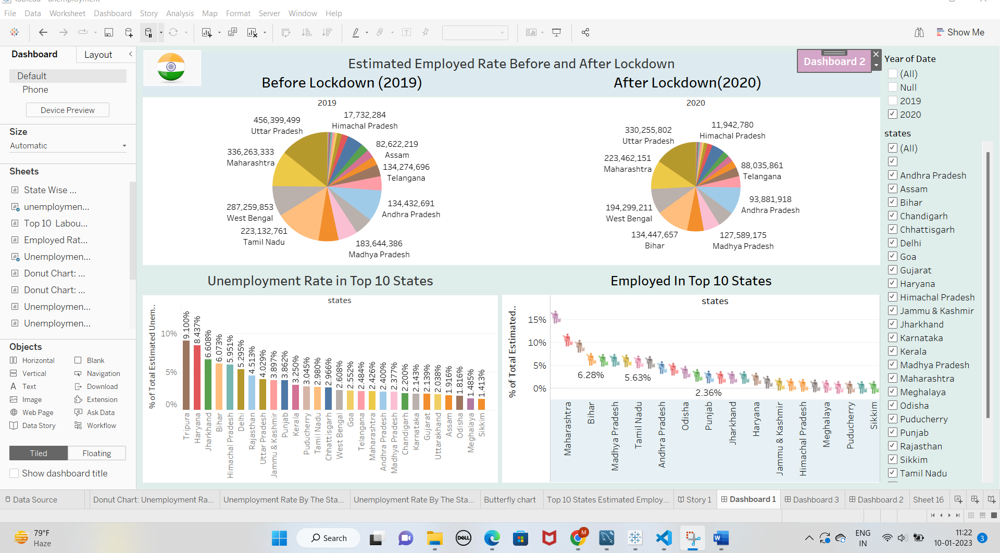 Tableau - unemployment
File Data Worksheet Dashboard Story Analysis Map Format Server Window Help
Show Me
Dashboard Layout
Default
Phone
Device Preview
Size
Automatic
Sheets
State Wise ...
unemploymen...
Top 10 Labou...
Employed Rat...
Unemploymen...
Donut Chart: ...
Donut Chart: ...
Unemploymen...
Unemploymen...
Objects
Horizontal Blank
Vertical Navigation
Text Download
Image Extension
Web Page Ask Data
Data Story Workflow
Tiled Floating
Show dashboard title
Estimated Employed Rate Before and After Lockdown
Dashboard 2
Before Lockdown (2019)
After Lockdown(2020)
2019
456,399,499
Uttar Pradesh
17,732,284
Himachal Pradesh
336,263,333
Maharashtra
82,622,219
Assam
134,274,696
Telangana
287,259,853
West Bengal
134,432,691
Andhra Pradesh
223,132,761
Tamil Nadu
183,644,386
Madhya Pradesh
2020
330,255,802
Uttar Pradesh
11,942,780
Himachal Pradesh
223,462,151
Maharashtra
88,035,861
Telangana
194,299,211
West Bengal
93,881,918
Andhra Pradesh
134,447,657
Bihar
127,589,175
Madhya Pradesh
Unemployment Rate in Top 10 States
states
% of Total Estimated Unem..
10%
5%
0%
9.100%
8.437%
6.608%
6.073%
5.951%
5.295%
4.513%
4.029%
3.897%
3.862%
3.250%
3.045%
2.980%
2.966%
2.608%
2.552%
2.484%
2.426%
2.400%
2.377%
2.200%
2.143%
2.139%
2.038%
1.916%
1.816%
1.485%
1.413%
Tripura
Haryana
Jharkhand
Bihar
Himachal Pradesh
Delhi
Rajasthan
Uttar Pradesh
Jammu & Kashmir
Punjab
Kerala
Puducherry
Tamil Nadu
Chhattisgarh
West Bengal
Goa
Telangana
Maharashtra
Andhra Pradesh
Madhya Pradesh
Chandigarh
Karnataka
Gujarat
Uttarakhand
Assam
Odisha
Meghalaya
Sikkim
Employed In Top 10 States
states
% of Total Estimated..
15%
10%
5%
0%
6.28%
5.63%
2.36%
Maharashtra
Bihar
Madhya Pradesh
Tamil Nadu
Andhra Pradesh
Odisha
Punjab
Jharkhand
Haryana
Jammu & Kashmir
Himachal Pradesh
Meghalaya
Puducherry
Sikkim
Year of Date
(All)
Null
2019
2020
states
(All)
Andhra Pradesh
Assam
Bihar
Chandigarh
Chhattisgarh
Delhi
Goa
Gujarat
Haryana
Himachal Pradesh
Jammu & Kashmir
Jharkhand
Karnataka
Kerala
Madhya Pradesh
Maharashtra
Meghalaya
Odisha
Puducherry
Punjab
Rajasthan
Sikkim
Tamil Nadu
Data Source Donut Chart: Unemployment Ra... Unemployment Rate By The Sta... Unemployment Rate By The Sta... Butterfly chart Top 10 States Estimated Employ... Story 1 Dashboard 1 Dashboard 3 Dashboard 2 Sheet 16
79°F
Haze
Search
DELL
M
W
ENG
IN
11:22
10-01-2023
3